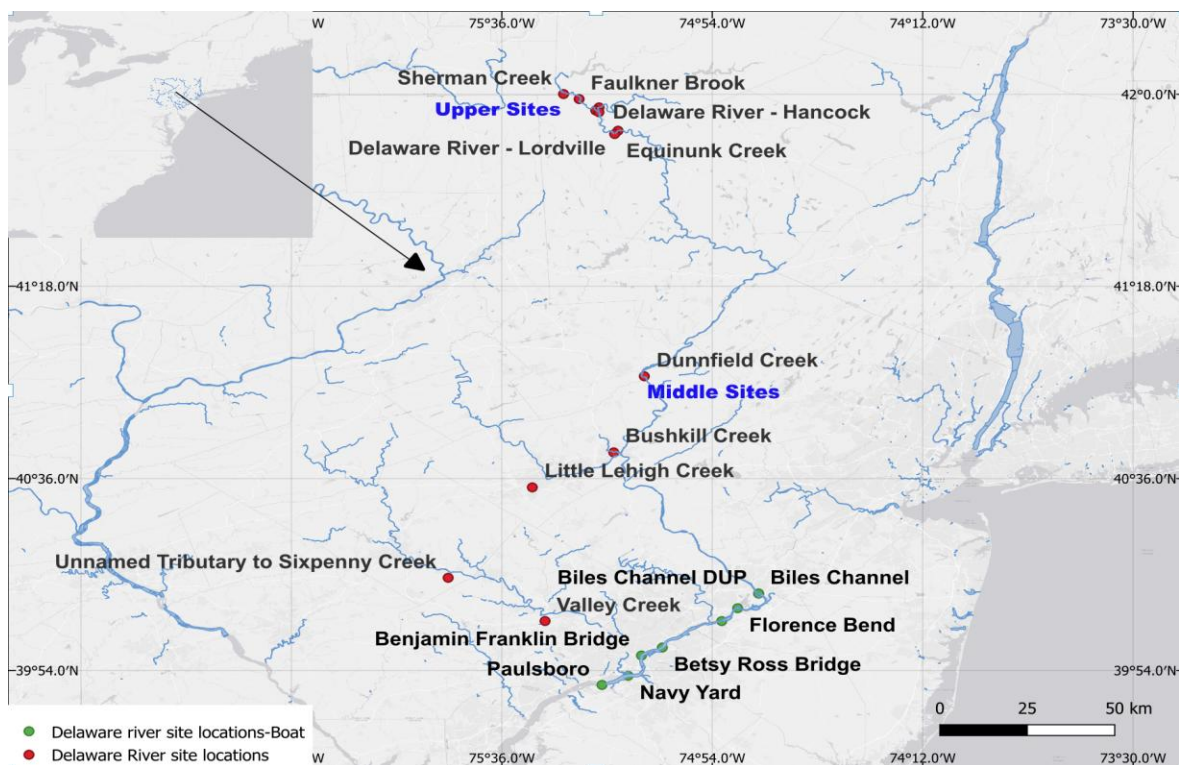 W
75°36.0'W
74°54.0'W
74°12.0'W
73°30.0'W
Sherman Creek
Faulkner Brook
42°0.0'N
Upper Sites
Delaware River - Hancock
Delaware River - Lordville
Equinunk Creek
41°18.0'N
41°18.0'N
Dunnfield Creek
Middle Sites
Bushkill Creek
Little Lehigh Creek
40°36.0'N
40°36.0'N
Unnamed Tributary to Sixpenny Creek
Biles Channel DUP
Biles Channel
Valley Creek
Florence Bend
Benjamin Franklin Bridge
Betsy Ross Bridge
Paulsboro
39°54.0'N
39°54.0'N
Navy Yard
0 25 50 km
Delaware river site locations-Boat
Delaware River site locations
W
75°36.0'W
74°54.0'W
74°12.0'W
73°30.0'W